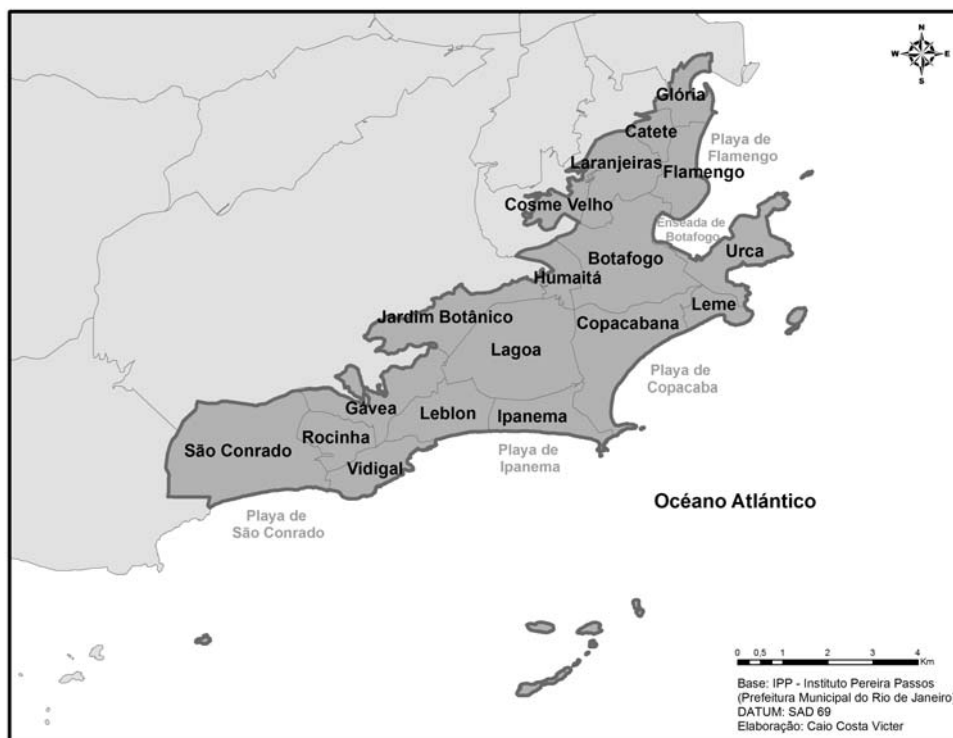 N
W E
S
Glória
Catete
Playa de
Flamengo
Laranjeiras
Flamengo
Cosme Velho
Enseada de
Botafogo
Urca
Botafogo
Humaitá
Leme
Jardim Botânico
Copacabana
Lagoa
Playa de
Copacaba
Gávea
Leblon
Ipanema
Rocinha
São Conrado
Vidigal
Playa de
Ipanema
Océano Atlántico
Playa de
São Conrado
0 0,5 1 2 3 4
Km
Base: IPP - Instituto Pereira Passos
(Prefeitura Municipal do Rio de Janeiro)
DATUM: SAD 69
Elaboração: Caio Costa Victer